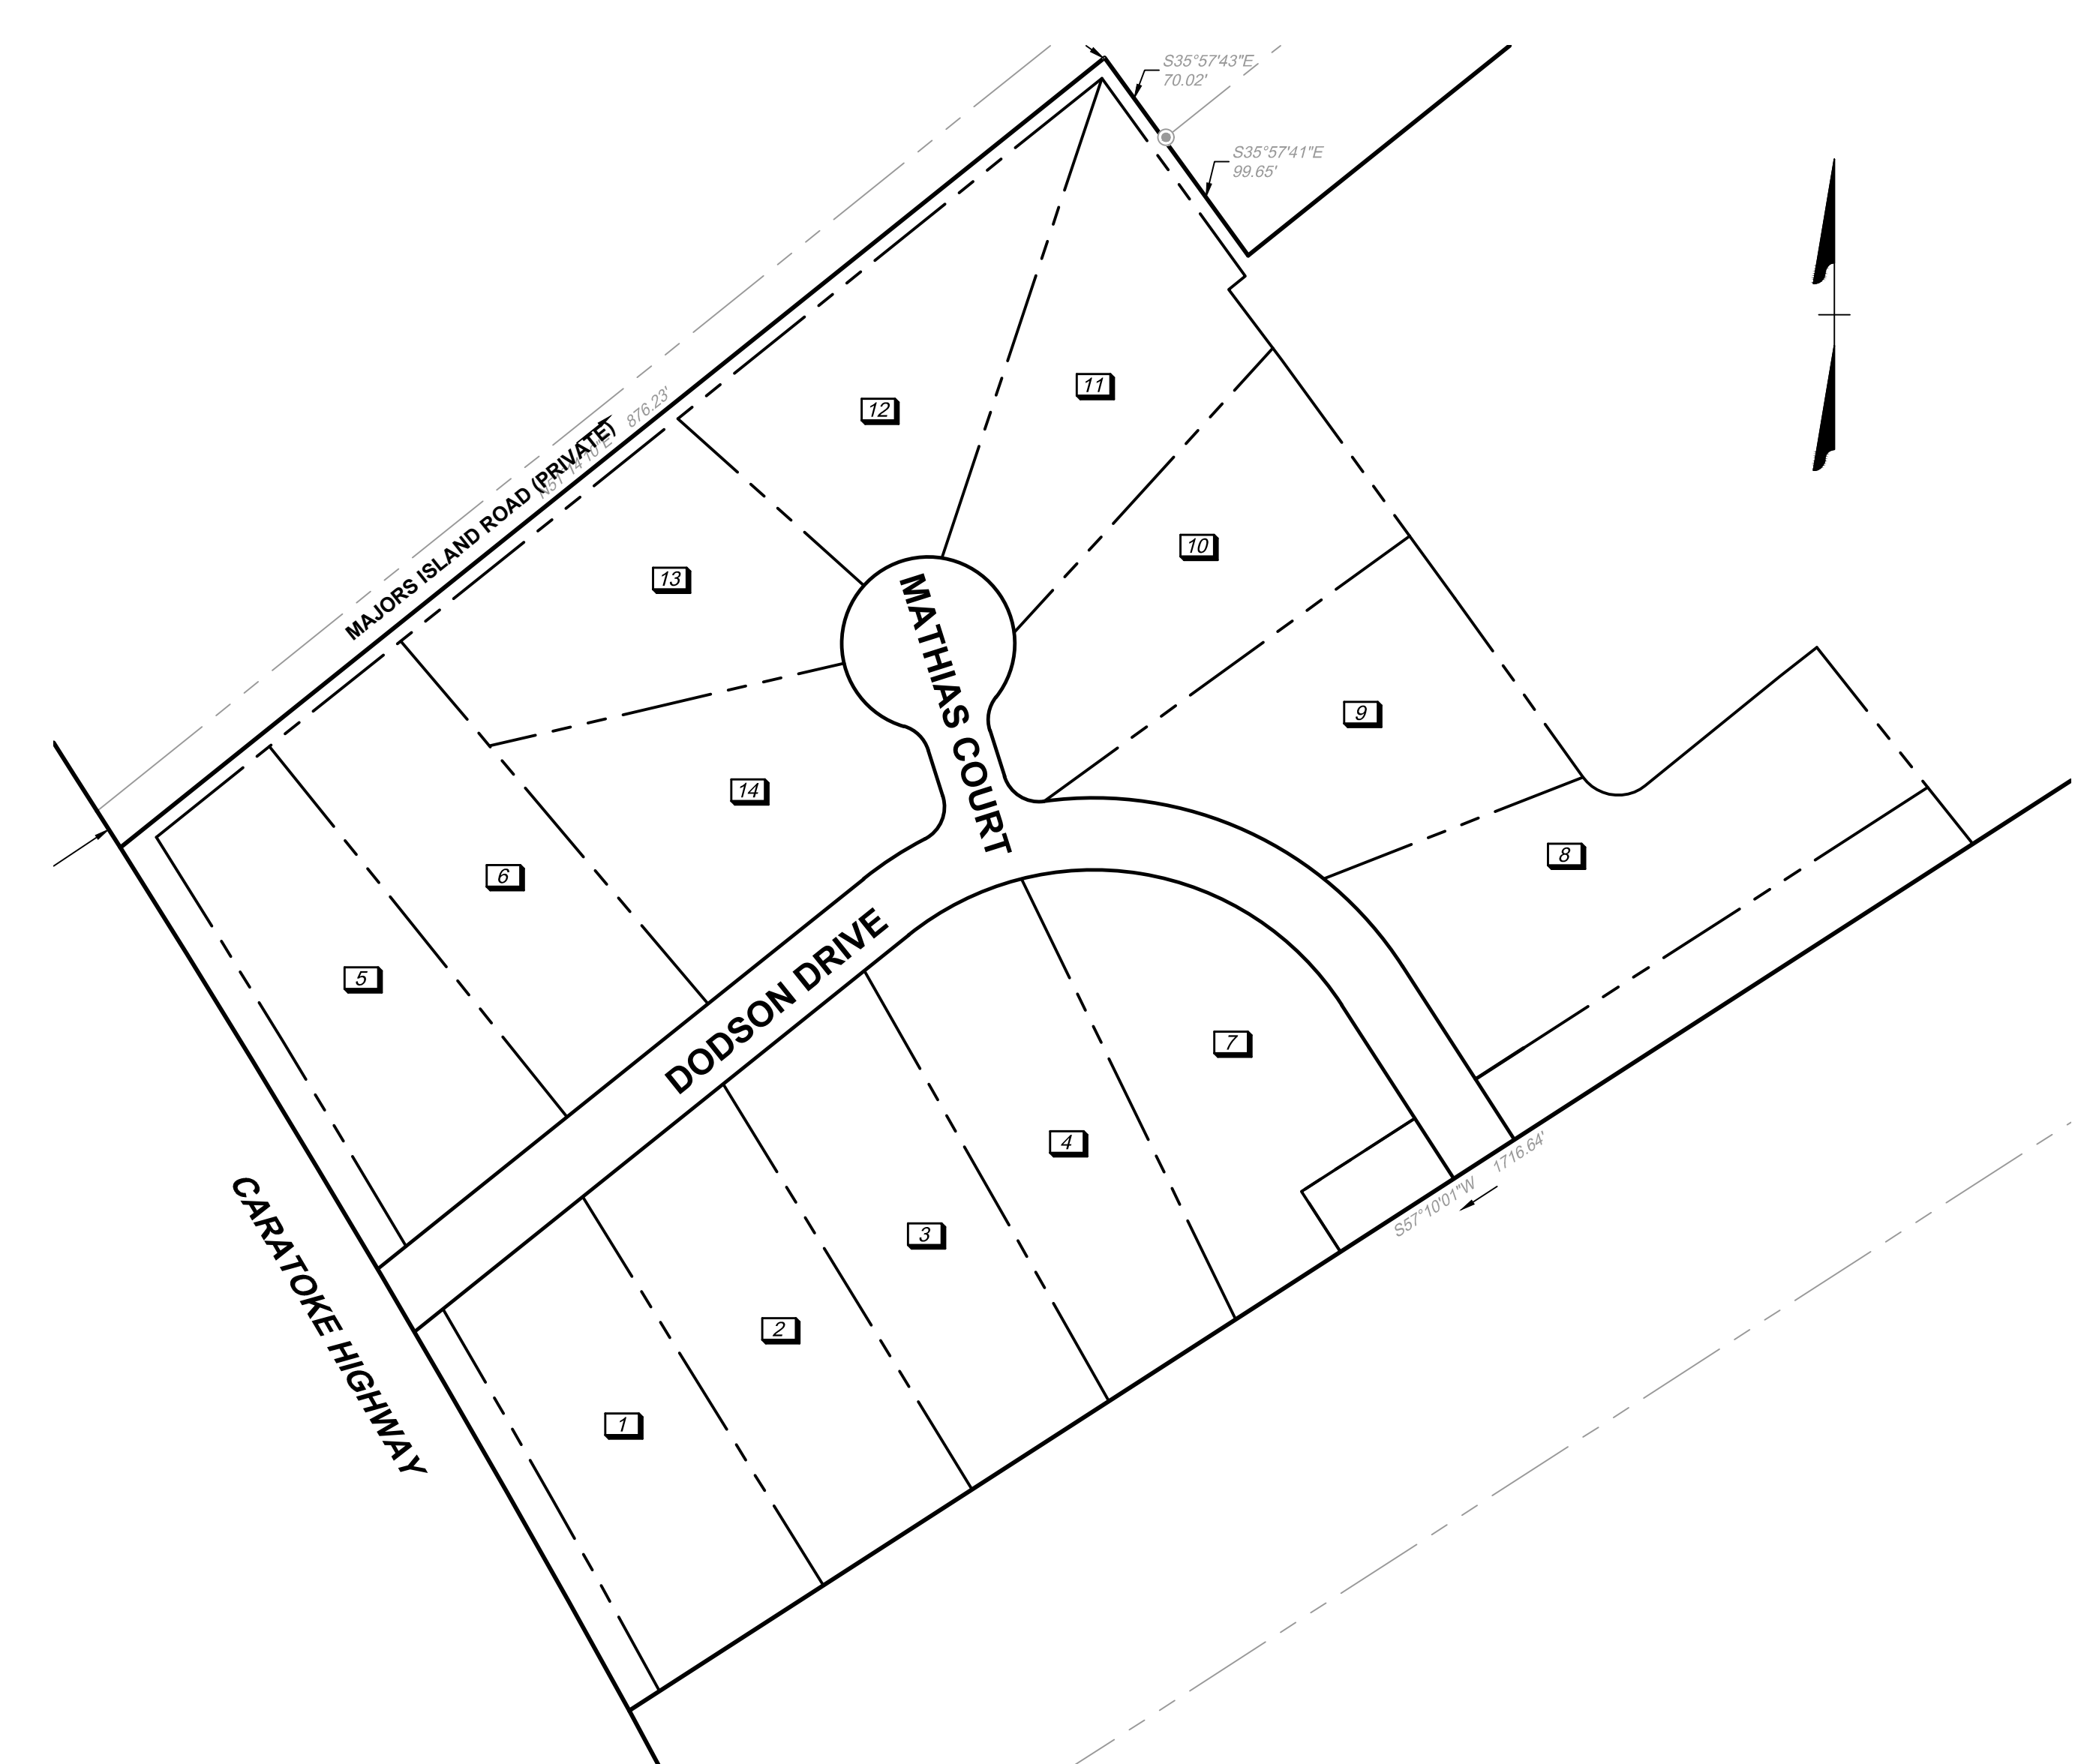 S35°57'43"E
70.02'
S35°57'41"E
99.65'
11
12
876.23'
MAJORS ISLAND ROAD (PRIVATE)
10
13
MATHIAS COURT
9
14
8
6
DODSON DRIVE
5
7
4
1716.64'
S57°10'01"W
3
CARATOKE HIGHWAY
2
1